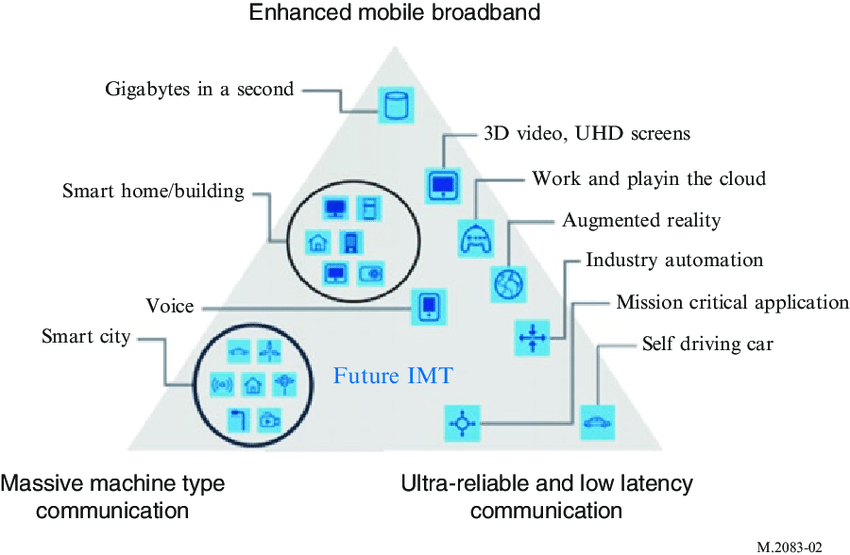 Enhanced mobile broadband
Gigabytes in a second
3D video, UHD screens
Smart home/building
Work and playin the cloud
Augmented reality
Industry automation
Voice
Mission critical application
Smart city
Self driving car
Future IMT
Massive machine type
communication
Ultra-reliable and low latency
communication
M.2083-02